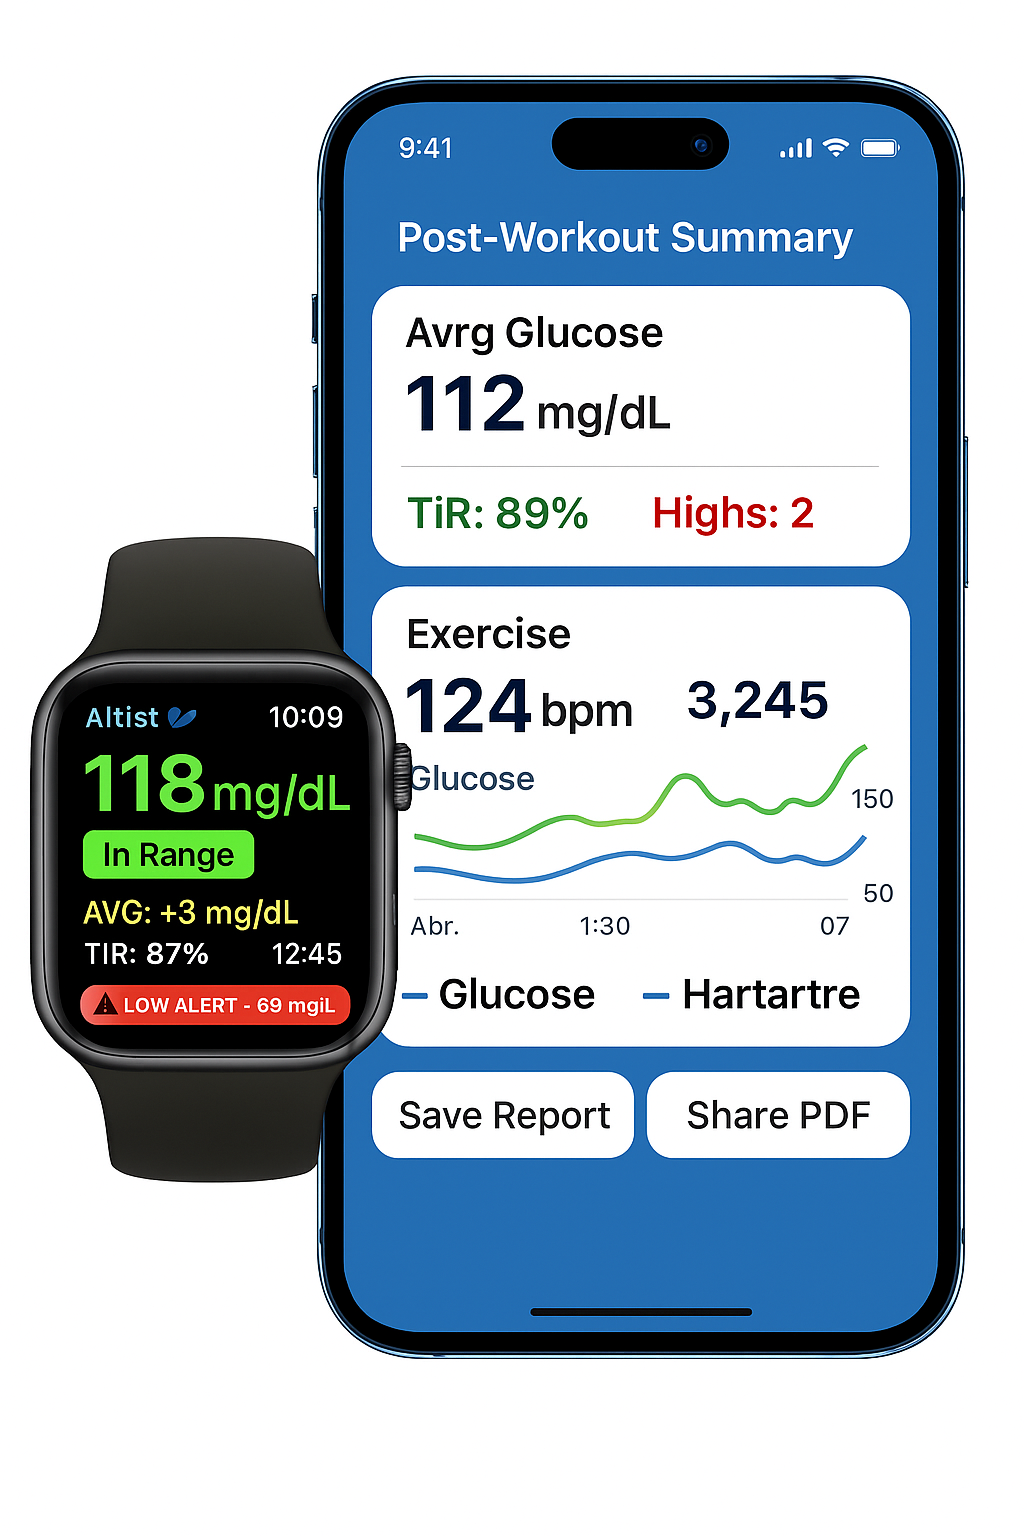 9:41
Post-Workout Summary
Avrg Glucose
112 mg/dL
TiR: 89% Highs: 2
Exercise
124 bpm 3,245
Glucose
150
50
Abr. 1:30 07
Glucose Hartartre
Save Report Share PDF
Altist 10:09
118 mg/dL
In Range
AVG: +3 mg/dL
TIR: 87% 12:45
LOW ALERT - 69 mgiL